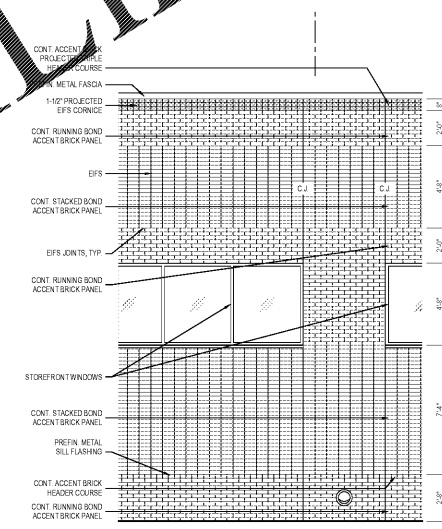 CONT. ACCENT BRICK
PROJECTED TRIPLE
HEADER COURSE
PREFIN. METAL FASCIA
1-1/2" PROJECTED
EIFS CORNICE
CONT. RUNNING BOND
ACCENT BRICK PANEL
EIFS
CONT. STACKED BOND
ACCENT BRICK PANEL
EIFS JOINTS, TYP.
CONT. RUNNING BOND
ACCENT BRICK PANEL
STOREFRONT WINDOWS
CONT. STACKED BOND
ACCENT BRICK PANEL
PREFIN. METAL
SILL FLASHING
CONT. ACCENT BRICK
HEADER COURSE
CONT. RUNNING BOND
ACCENT BRICK PANEL
C.J.
C.J.
8"
2'-0"
4'-8"
2'-0"
4'-8"
7'-4"
2'-8"